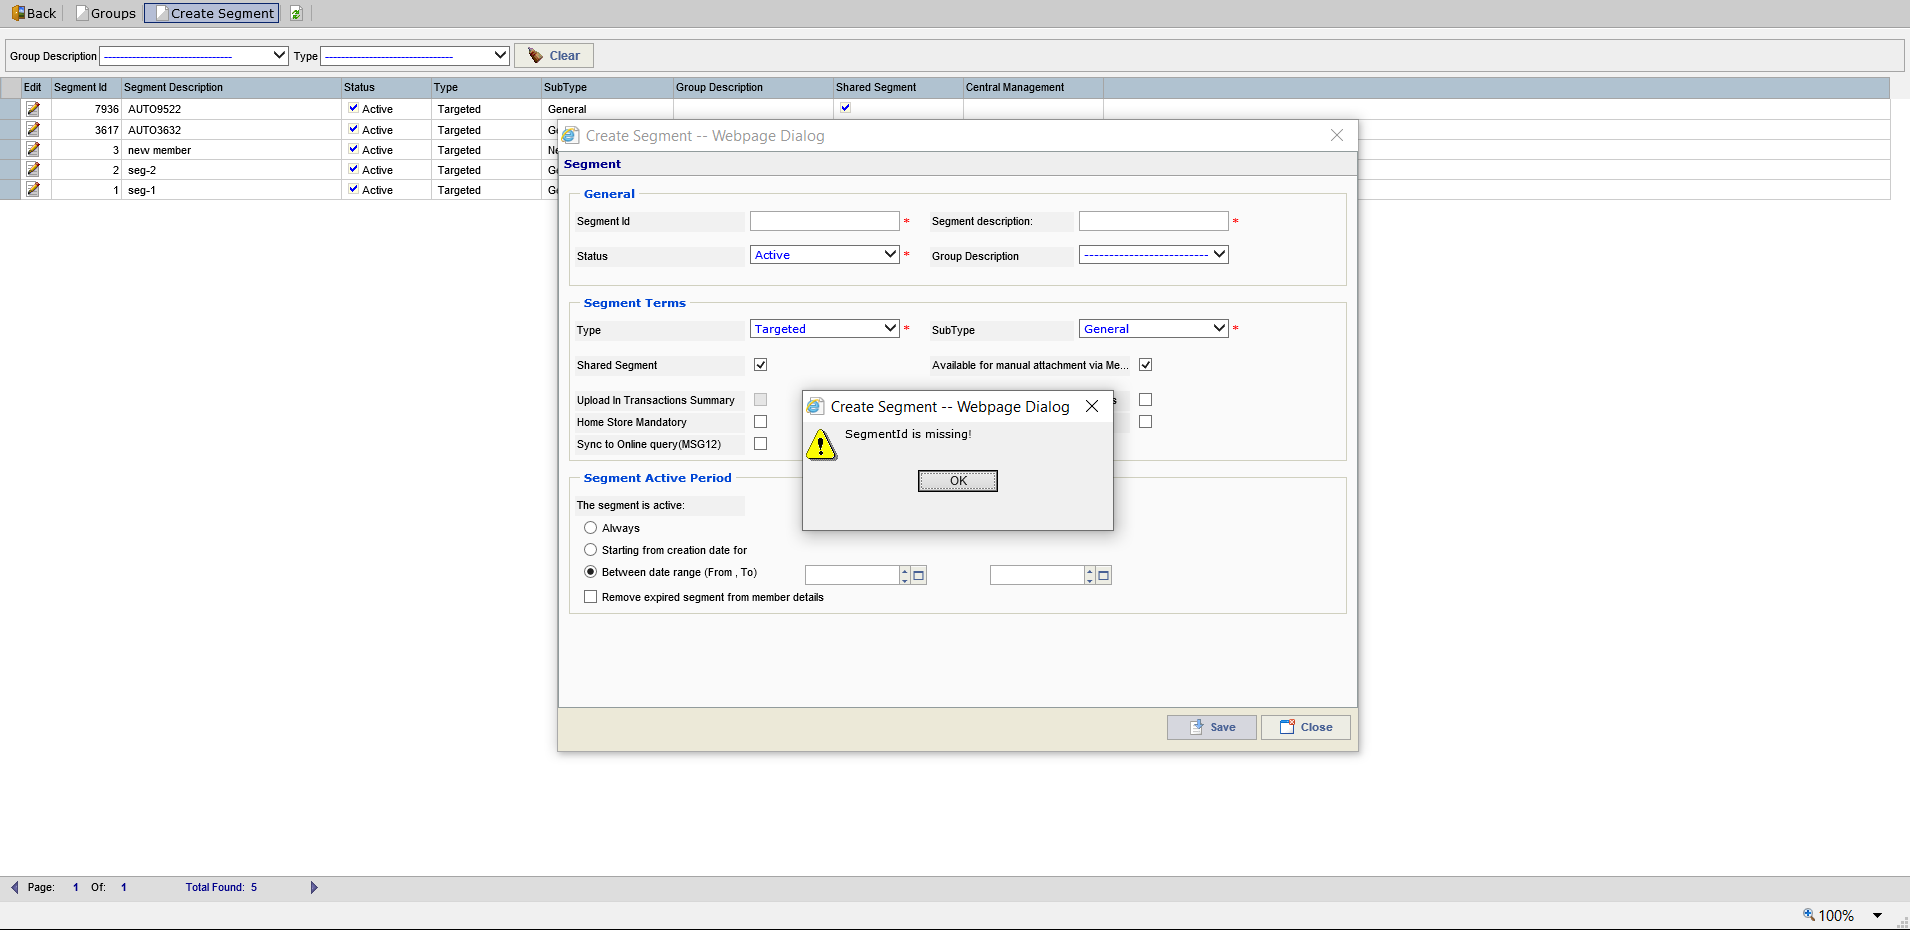 Back Groups Create Segment
Group Description -------------------------------- Type -------------------------------- Clear
Edit Segment Id Segment Description Status Type SubType Group Description Shared Segment Central Management
7936 AUTO9522 Active Targeted General
3617 AUTO3632 Active Targeted Ge
3 new member Active Targeted Ne
2 seg-2 Active Targeted Ge
1 seg-1 Active Targeted Ge
Create Segment -- Webpage Dialog
Segment
General
Segment Id * Segment description: *
Status Active * Group Description -------------------------
Segment Terms
Type Targeted * SubType General *
Shared Segment Available for manual attachment via Me...
Upload In Transactions Summary s
Home Store Mandatory
Sync to Online query(MSG12)
Create Segment -- Webpage Dialog
SegmentId is missing!
OK
Segment Active Period
The segment is active:
Always
Starting from creation date for
Between date range (From , To)
Remove expired segment from member details
Save Close
Page: 1 Of: 1 Total Found: 5
100%